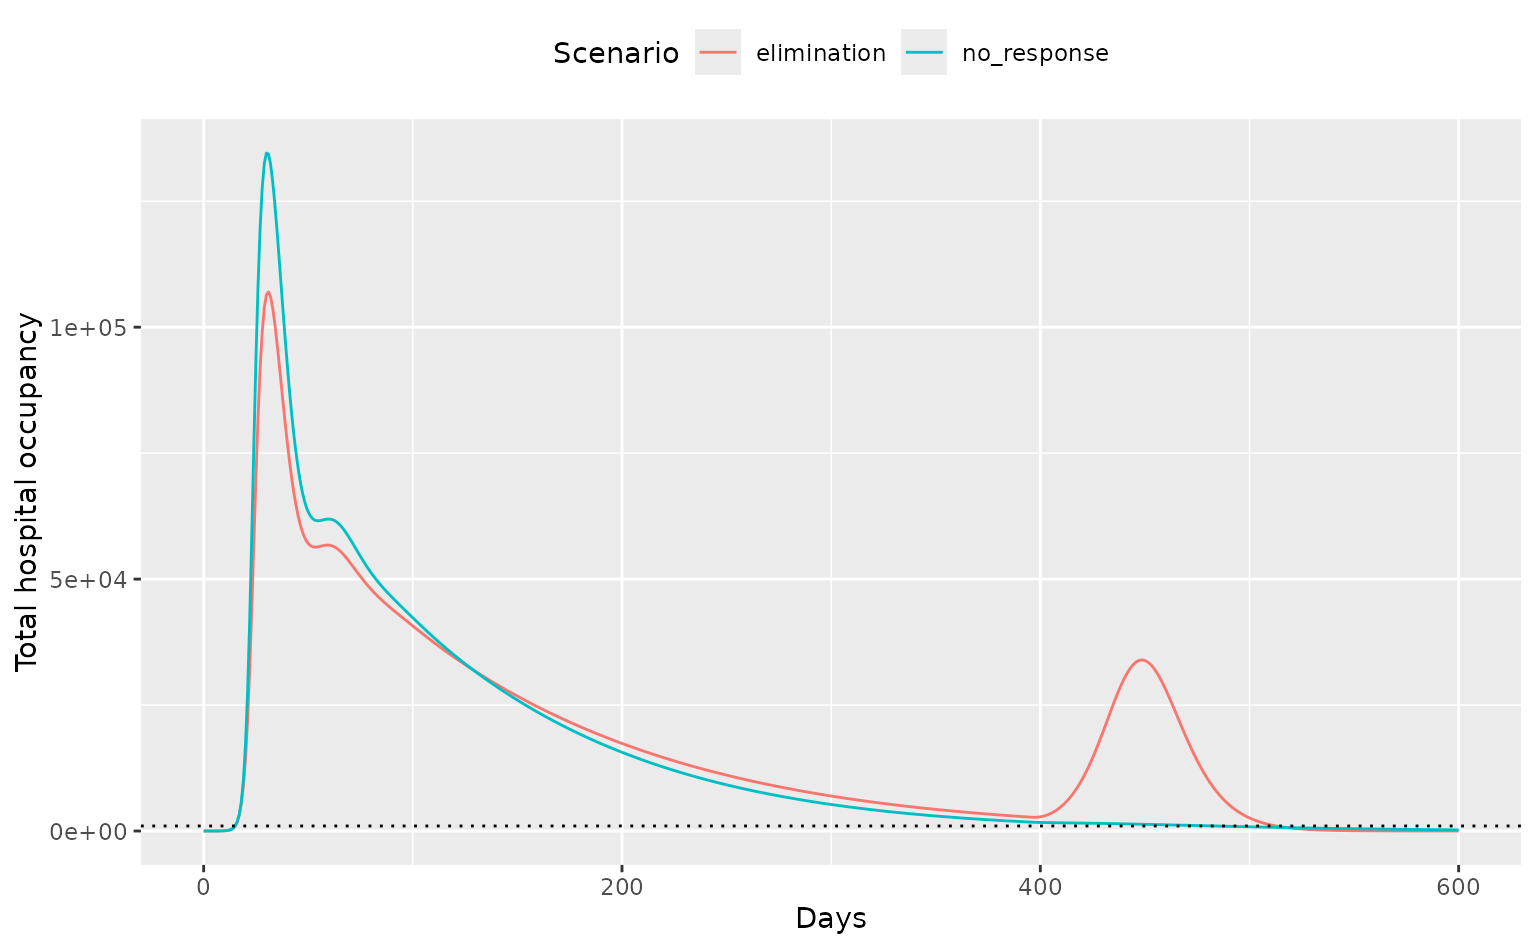 Scenario elimination no_response
Total hospital occupancy
1e+05
5e+04
0e+00
0 200 400 600
Days